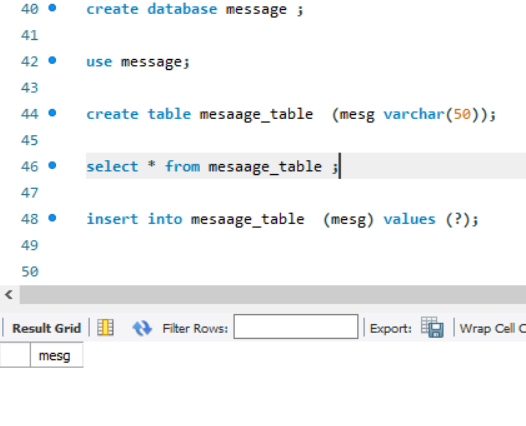 40 create database message ;
41
42 use message;
43
44 create table mesaage_table  (mesg varchar(50));
45
46 select * from mesaage_table ;
47
48 insert into mesaage_table  (mesg) values (?);
49
50
Result Grid Filter Rows: Export: Wrap Cell C
mesg